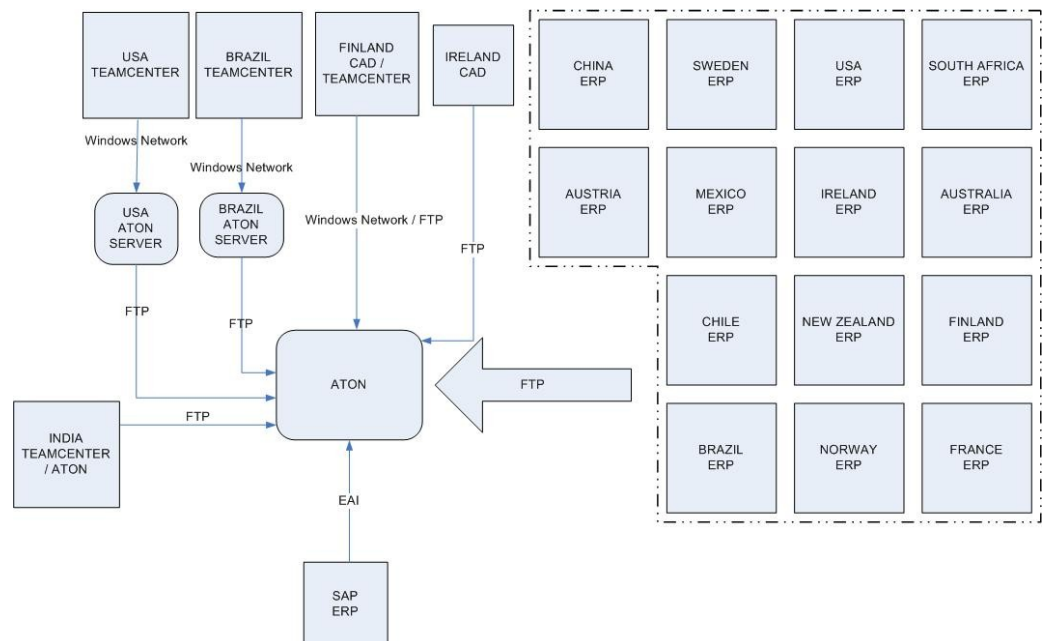 USA
TEAMCENTER
BRAZIL
TEAMCENTER
FINLAND
CAD /
TEAMCENTER
IRELAND
CAD
Windows Network
Windows Network
USA
ATON
SERVER
BRAZIL
ATON
SERVER
Windows Network / FTP
FTP
FTP
FTP
ATON
FTP
INDIA
TEAMCENTER
/ ATON
FTP
EAI
SAP
ERP
CHINA
ERP
SWEDEN
ERP
USA
ERP
SOUTH AFRICA
ERP
AUSTRIA
ERP
MEXICO
ERP
IRELAND
ERP
AUSTRALIA
ERP
CHILE
ERP
NEW ZEALAND
ERP
FINLAND
ERP
BRAZIL
ERP
NORWAY
ERP
FRANCE
ERP